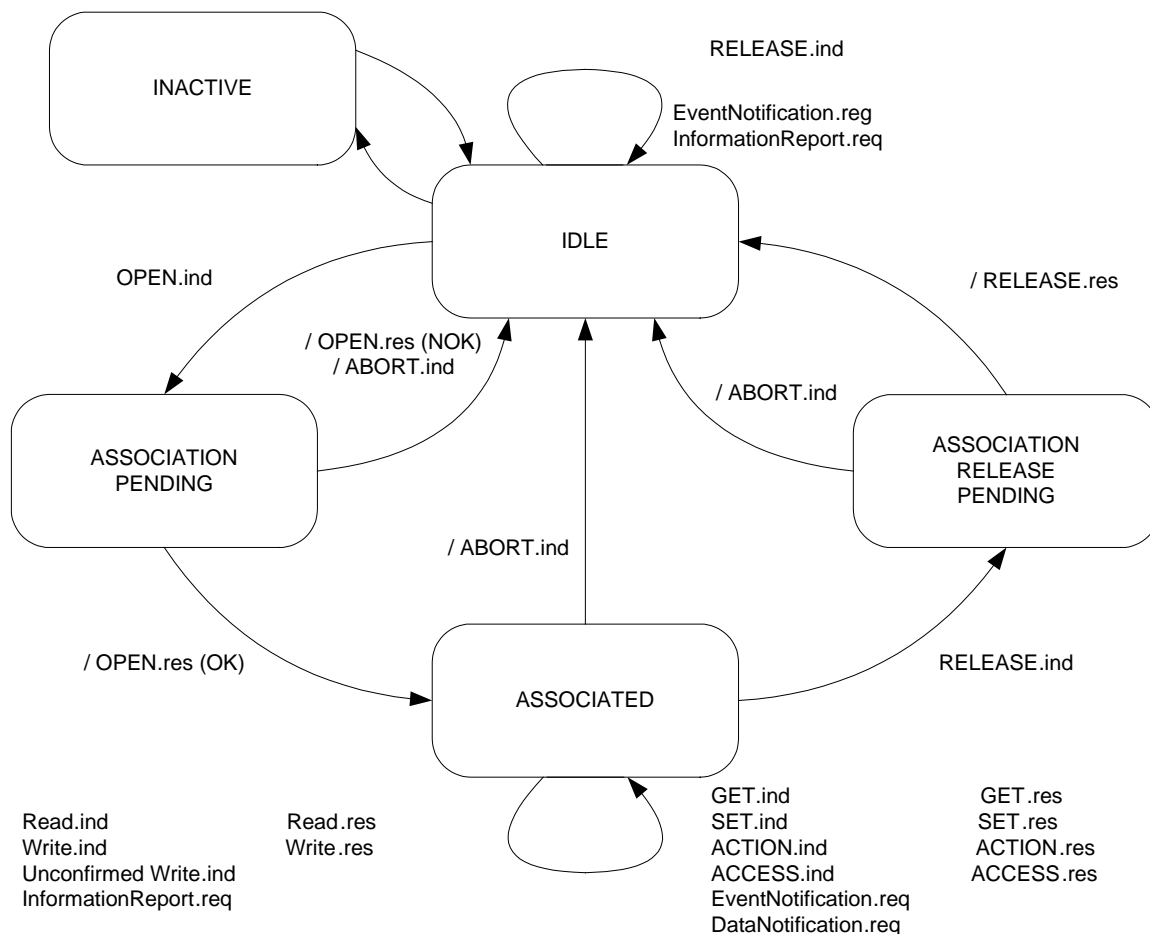 RELEASE.ind
INACTIVE
EventNotification.reg
InformationReport.req
IDLE
OPEN.ind
/ RELEASE.res
/ OPEN.res (NOK)
/ ABORT.ind
/ ABORT.ind
ASSOCIATION
PENDING
ASSOCIATION
RELEASE
PENDING
/ ABORT.ind
/ OPEN.res (OK)
RELEASE.ind
ASSOCIATED
Read.ind
Write.ind
Unconfirmed Write.ind
InformationReport.req
Read.res
Write.res
GET.ind
SET.ind
ACTION.ind
ACCESS.ind
EventNotification.req
DataNotification.req
GET.res
SET.res
ACTION.res
ACCESS.res